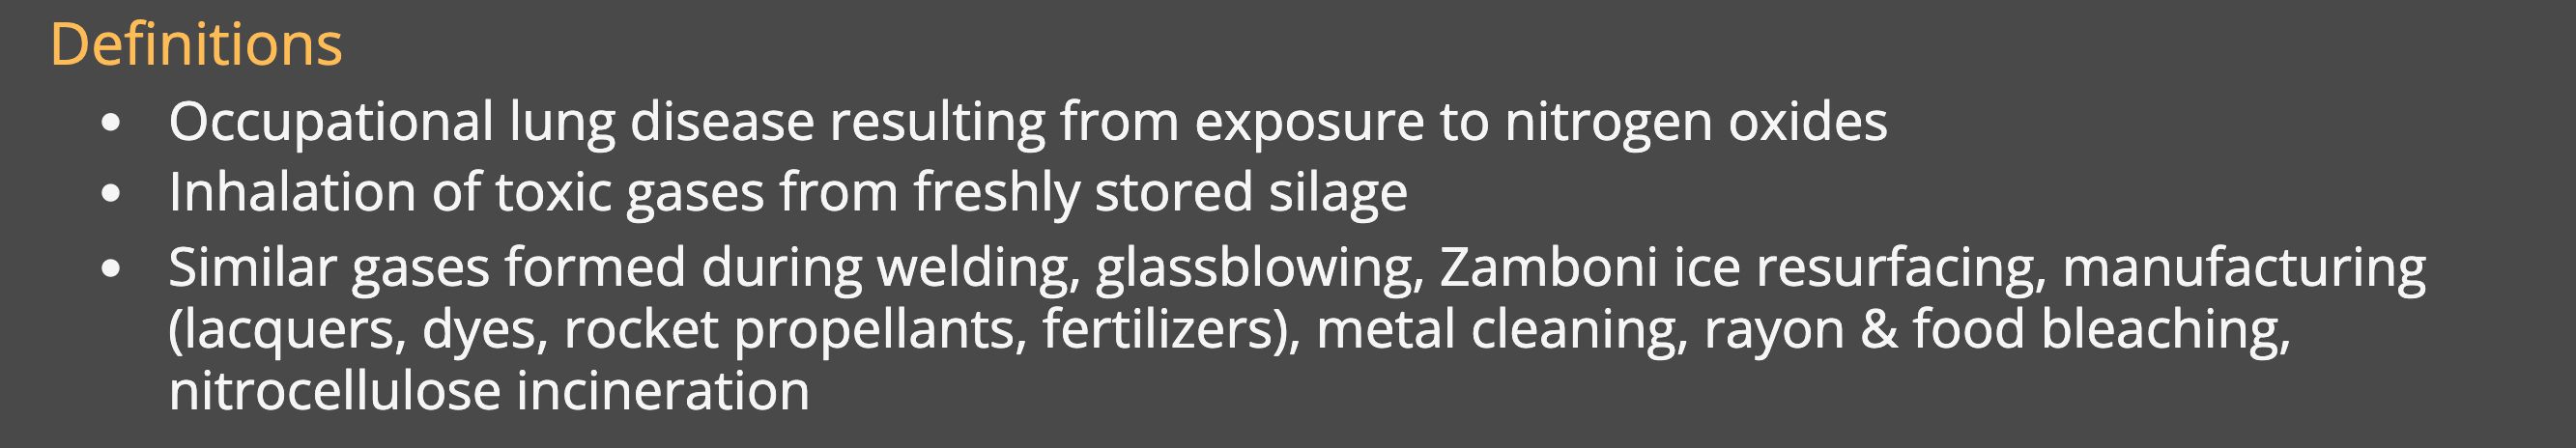 Definitions
• Occupational lung disease resulting from exposure to nitrogen oxides
• Inhalation of toxic gases from freshly stored silage
• Similar gases formed during welding, glassblowing, Zamboni ice resurfacing, manufacturing
(lacquers, dyes, rocket propellants, fertilizers), metal cleaning, rayon & food bleaching,
nitrocellulose incineration